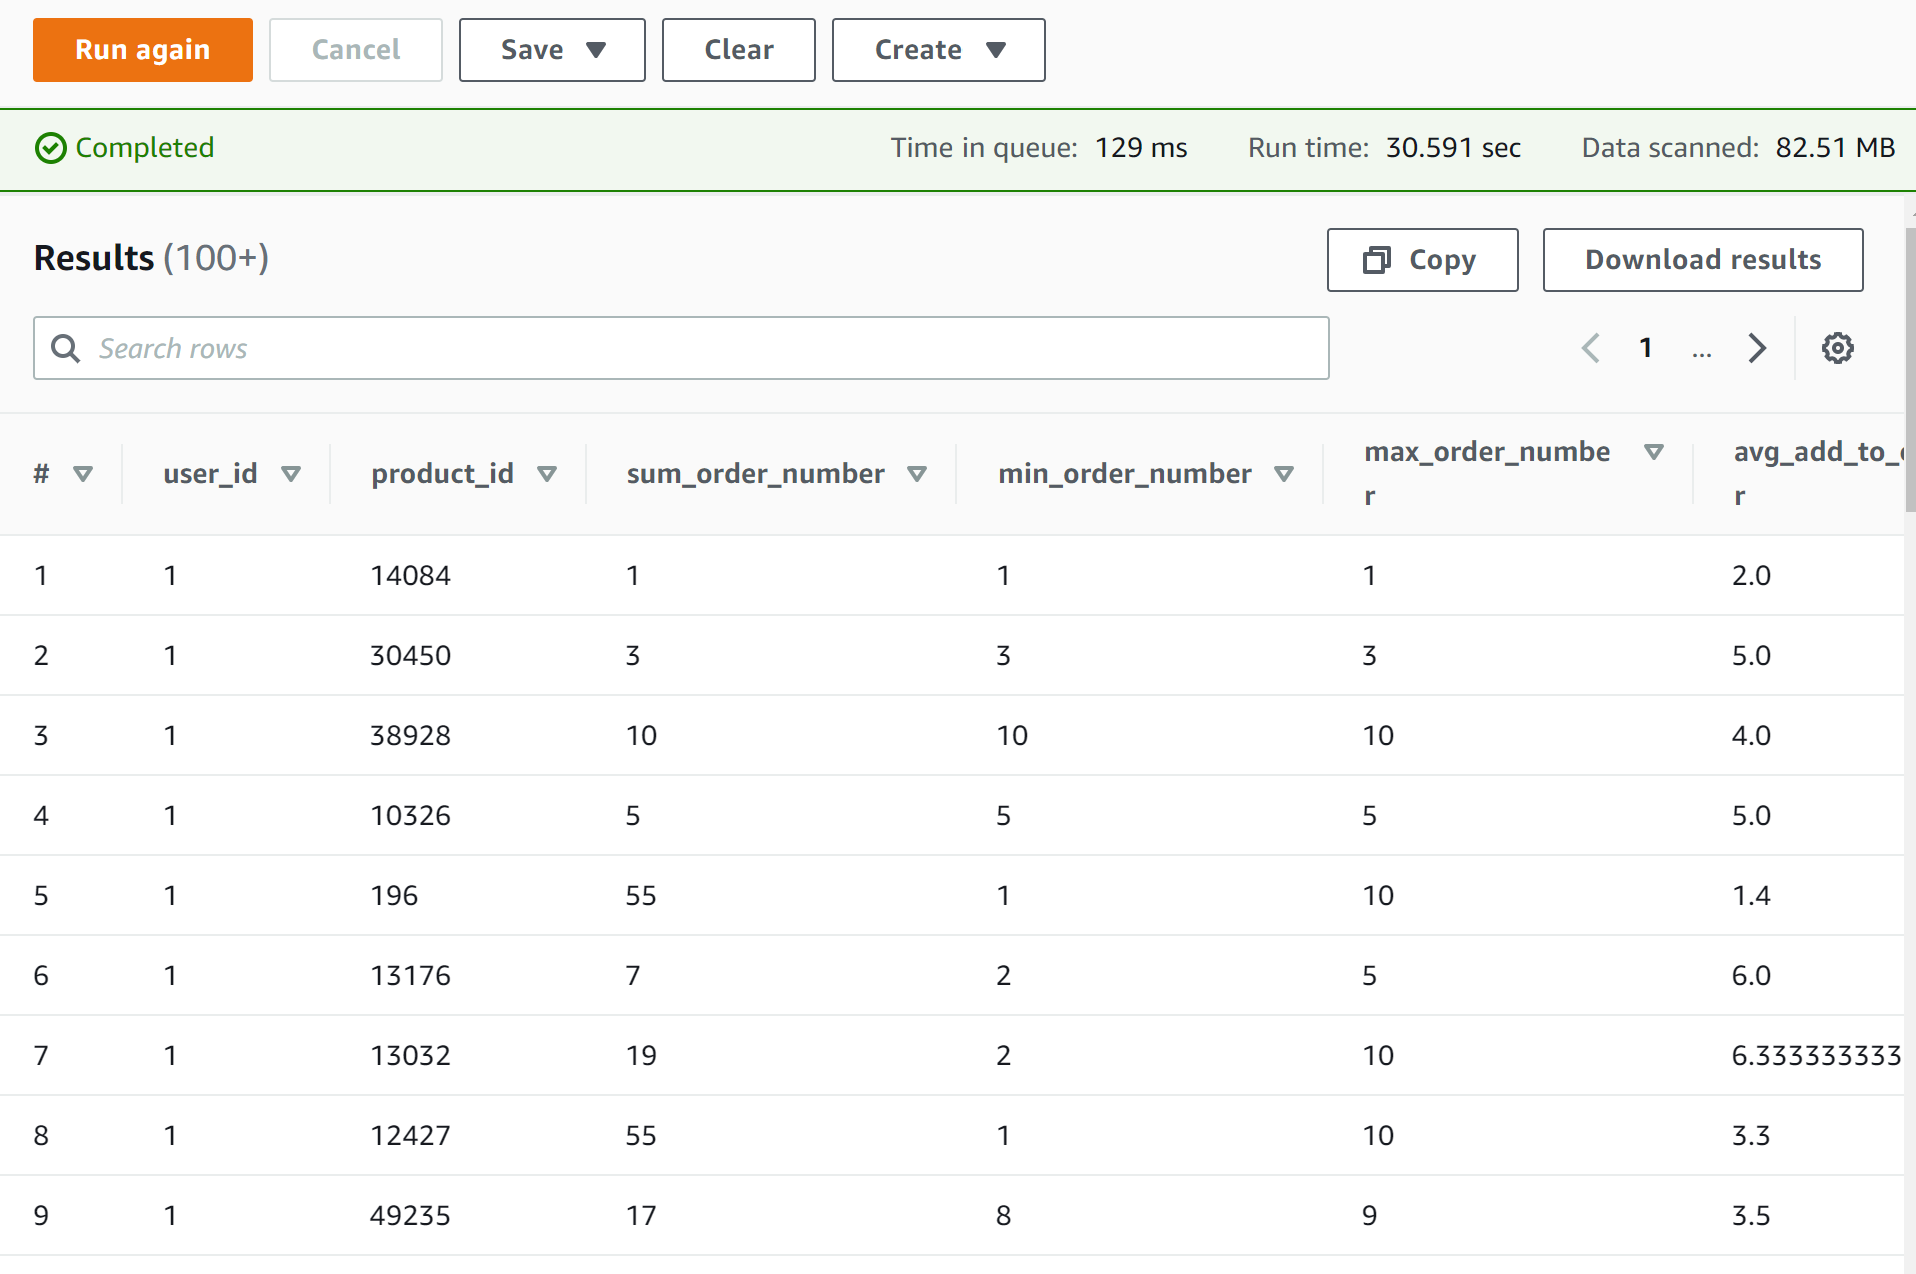 Run again Cancel Save Clear Create
Completed Time in queue: 129 ms Run time: 30.591 sec Data scanned: 82.51 MB
Results (100+) Copy Download results
Search rows 1 ...
# user_id product_id sum_order_number min_order_number max_order_numbe avg_add_to_
r r
1 1 14084 1 1 1 2.0
2 1 30450 3 3 3 5.0
3 1 38928 10 10 10 4.0
4 1 10326 5 5 5 5.0
5 1 196 55 1 10 1.4
6 1 13176 7 2 5 6.0
7 1 13032 19 2 10 6.333333333
8 1 12427 55 1 10 3.3
9 1 49235 17 8 9 3.5